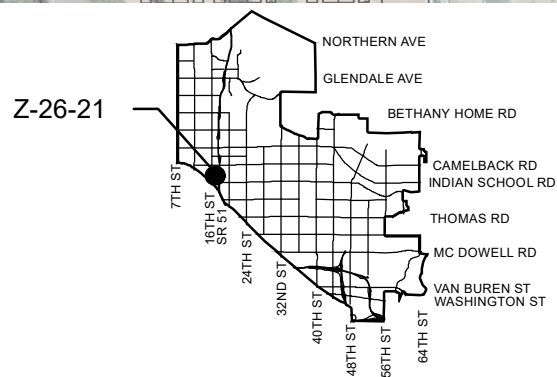 NORTHERN AVE
GLENDALE AVE
Z-26-21
BETHANY HOME RD
CAMELBACK RD
INDIAN SCHOOL RD
THOMAS RD
MC DOWELL RD
VAN BUREN ST
WASHINGTON ST
7TH ST
16TH ST
SR 51
24TH ST
32ND ST
40TH ST
48TH ST
56TH ST
64TH ST